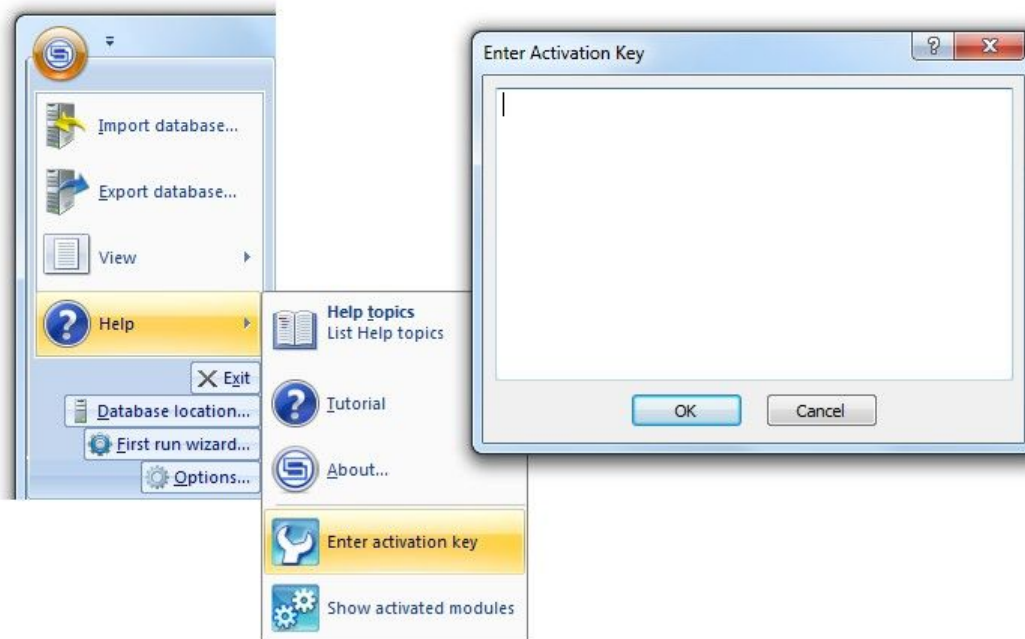 Import database...
Export database...
View
Help
Exit
Database location...
First run wizard...
Options...
Help topics
List Help topics
Tutorial
About...
Enter activation key
Show activated modules
Enter Activation Key
OK
Cancel